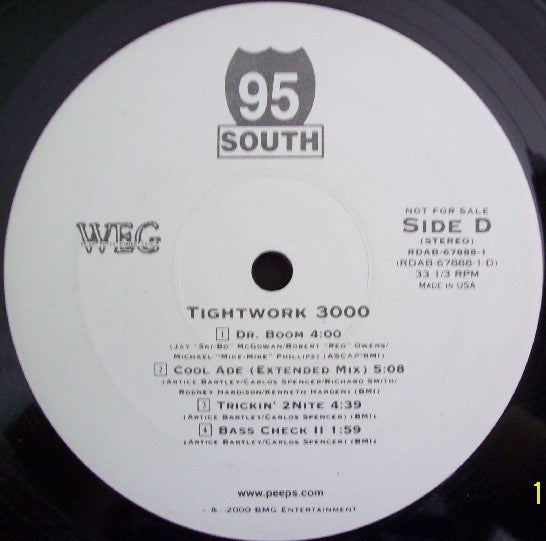 95
SOUTH
WEG
NOT FOR SALE
SIDE D
(STEREO)
RDAB-67888-1
(RDAB-67888-1-D)
33 1/3 RPM
MADE IN USA
TIGHTWORK 3000
1 DR. BOOM 4:00
(JAY "SKI-BO" MCGOWAN/ROBERT "REG" OWENS/
MICHAEL "MIKE-MIKE" PHILLIPS) (ASCAP/BMI)
2 COOL ADE (EXTENDED MIX) 5:08
(ARTICE BARTLEY/CARLOS SPENCER/RICHARD SMITH/
RODNEY HARDISON/KENNETH HARDEN) (BMI)
3 TRICKIN' 2NITE 4:39
(ARTICE BARTLEY/CARLOS SPENCER) (BMI)
4 BASS CHECK II 1:59
(ARTICE BARTLEY/CARLOS SPENCER) (BMI)
www.peeps.com
& 2000 BMG ENTERTAINMENT
1